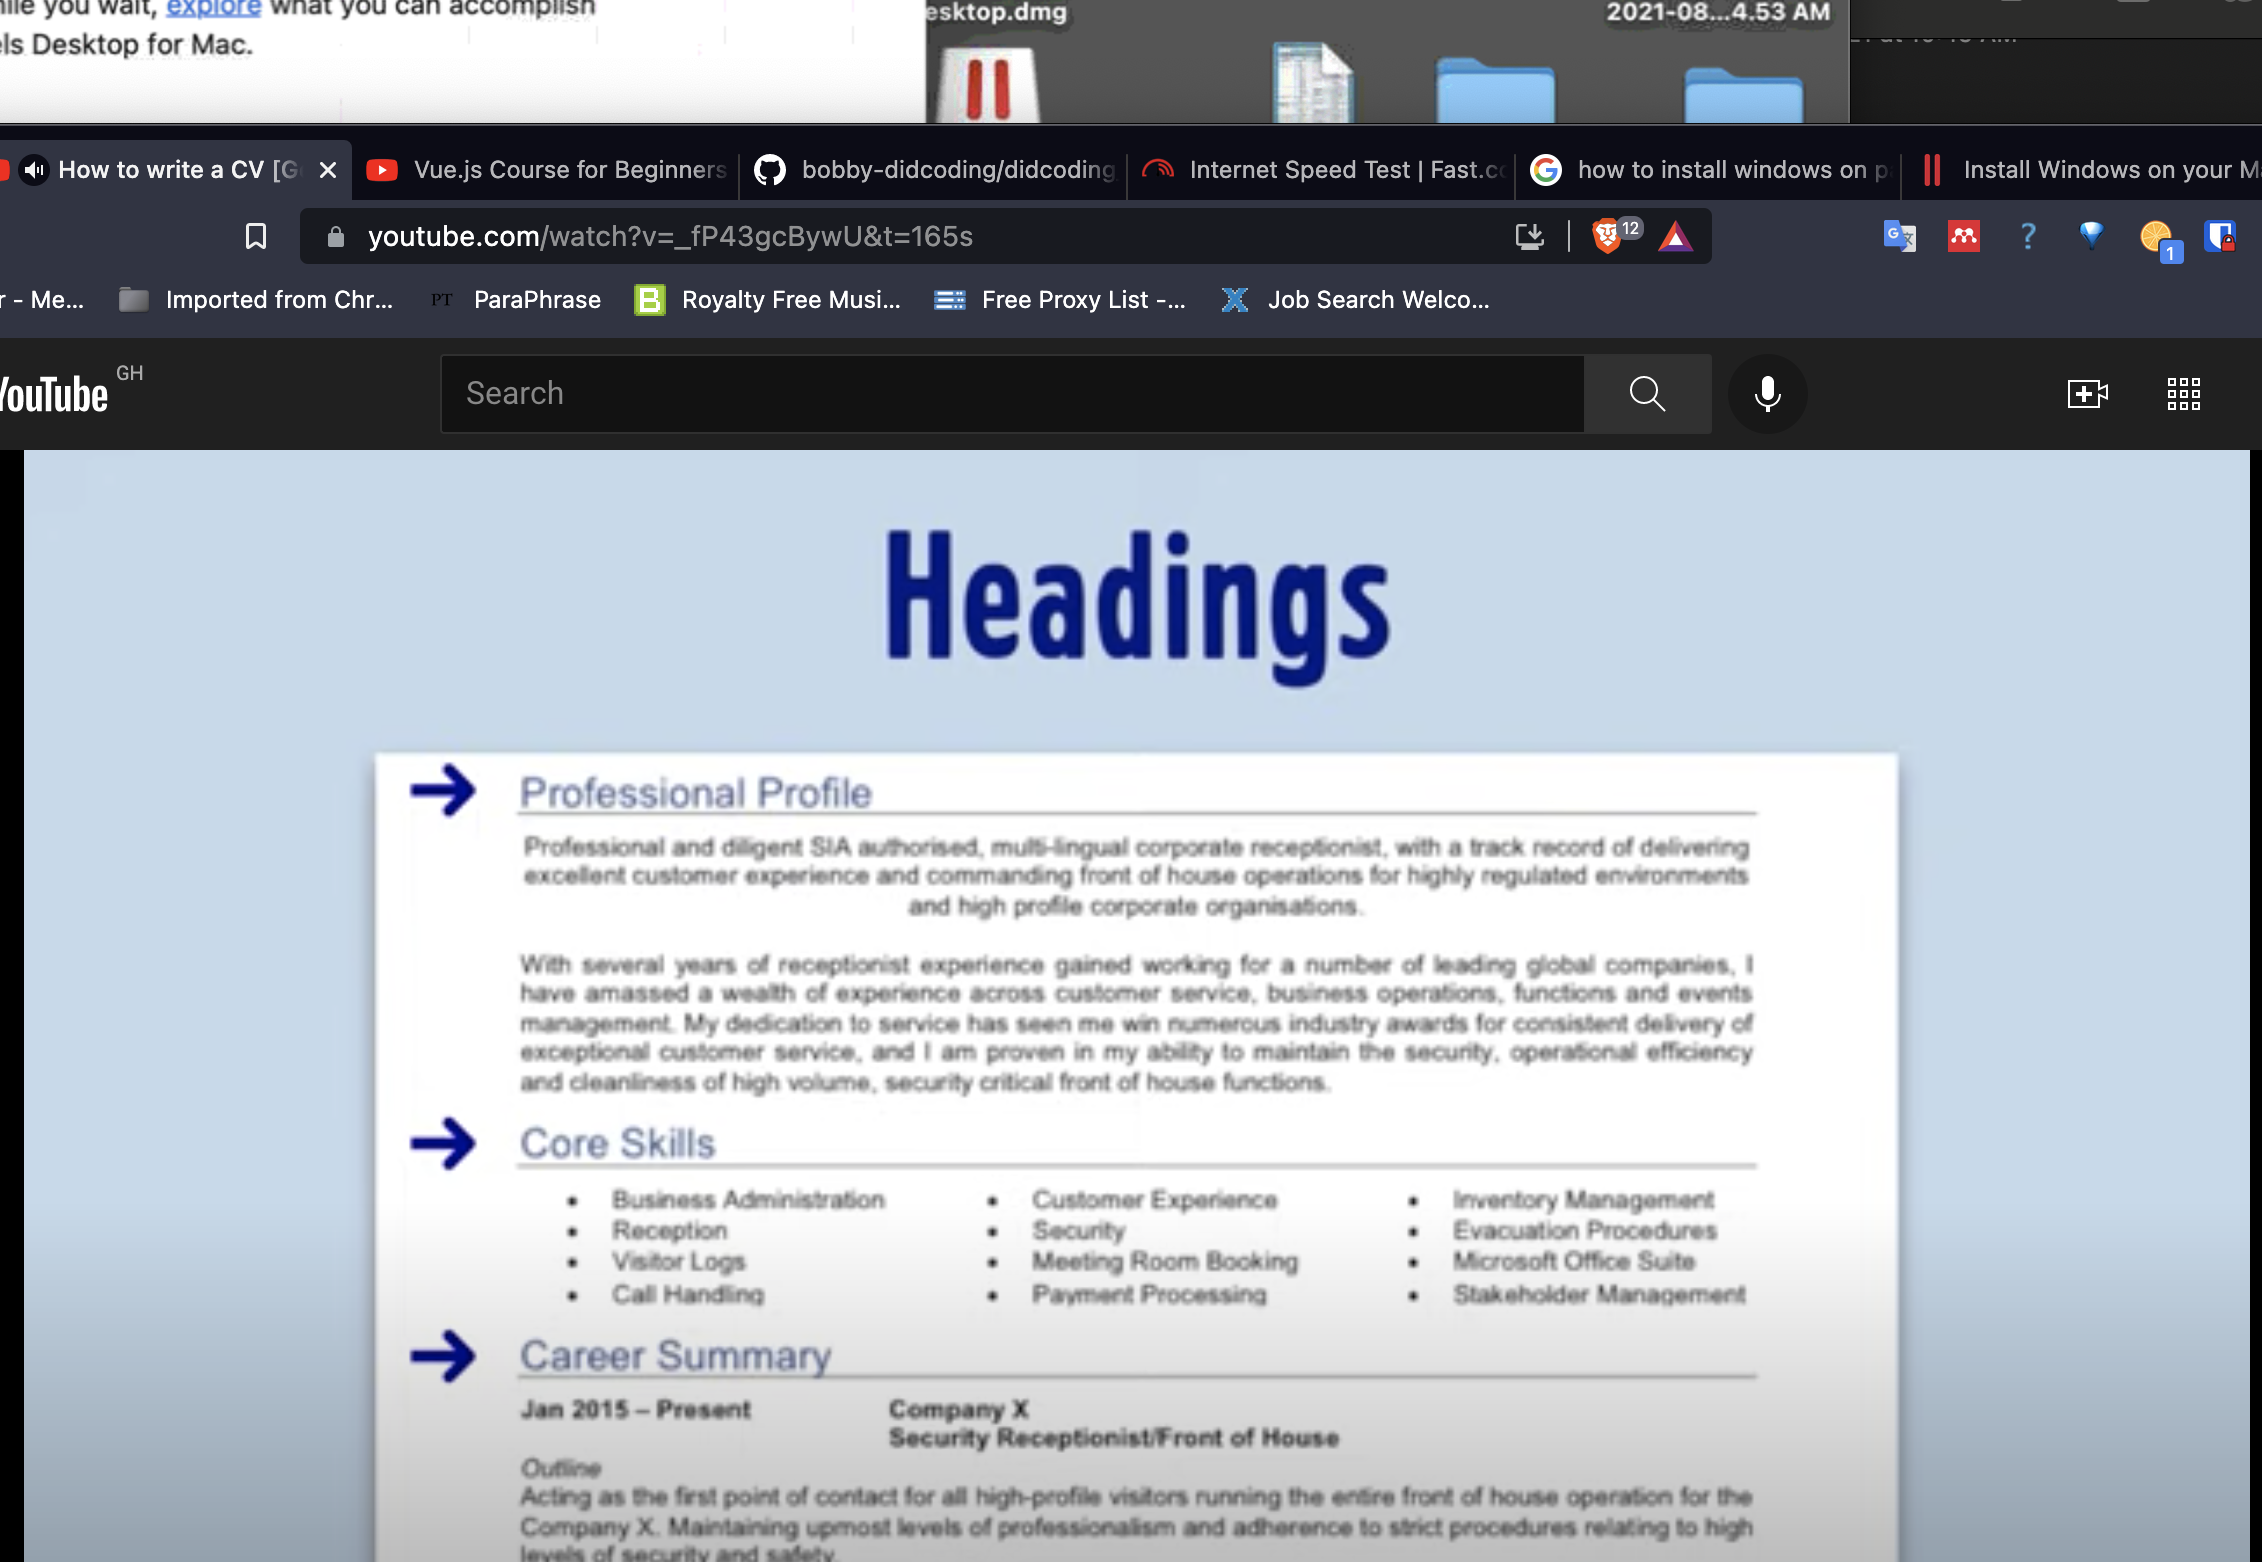 ile you wait, explore what you can accomplish
ls Desktop for Mac.
esktop.dmg
2021-08...4.53 AM
How to write a CV [G
Vue.js Course for Beginners
bobby-didcoding/didcoding
Internet Speed Test | Fast.c
how to install windows on p
Install Windows on your M
youtube.com/watch?v=_fP43gcBywU&t=165s
12
1
r - Me...
Imported from Chr...
PT ParaPhrase
B Royalty Free Musi...
Free Proxy List -...
Job Search Welco...
YouTube GH
Search
Headings
Professional Profile
Professional and diligent SIA authorised, multi-lingual corporate receptionist, with a track record of delivering
excellent customer experience and commanding front of house operations for highly regulated environments
and high profile corporate organisations.
With several years of receptionist experience gained working for a number of leading global companies, I
have amassed a wealth of experience across customer service, business operations, functions and events
management. My dedication to service has seen me win numerous industry awards for consistent delivery of
exceptional customer service, and I am proven in my ability to maintain the security, operational efficiency
and cleanliness of high volume, security critical front of house functions.
Core Skills
• Business Administration • Customer Experience • Inventory Management
• Reception • Security • Evacuation Procedures
• Visitor Logs • Meeting Room Booking • Microsoft Office Suite
• Call Handling • Payment Processing • Stakeholder Management
Career Summary
Jan 2015 – Present Company X
Security Receptionist/Front of House
Outline
Acting as the first point of contact for all high-profile visitors running the entire front of house operation for the
Company X. Maintaining upmost levels of professionalism and adherence to strict procedures relating to high
levels of security and safety.